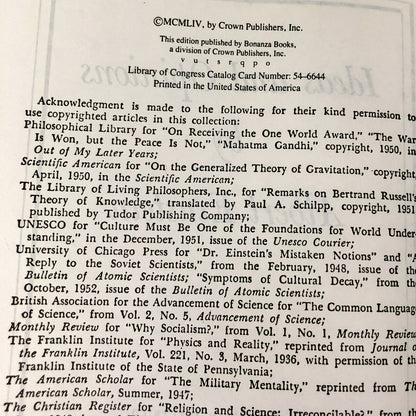 ©MCMLIV, by Crown Publishers, Inc.
This edition published by Bonanza Books,
a division of Crown Publishers, Inc.
v u t s r q p o
Library of Congress Catalog Card Number: 54-6644
Printed in the United States of America
Acknowledgment is made to the following for their kind permission to
use copyrighted articles in this collection:
Philosophical Library for "On Receiving the One World Award," "The War
Is Won, but the Peace Is Not," "Mahatma Gandhi," copyright, 1950, in
Out of My Later Years;
Scientific American for "On the Generalized Theory of Gravitation," copyright,
April, 1950, in the Scientific American;
The Library of Living Philosophers, Inc., for "Remarks on Bertrand Russell's
Theory of Knowledge," translated by Paul A. Schilpp, copyright, 1951
published by Tudor Publishing Company;
UNESCO for "Culture Must Be One of the Foundations for World Under-
standing," in the December, 1951, issue of the Unesco Courier;
University of Chicago Press for "Dr. Einstein's Mistaken Notions" and "A
Reply to the Soviet Scientists," from the February, 1948, issue of the
Bulletin of Atomic Scientists; "Symptoms of Cultural Decay," from the
October, 1952, issue of the Bulletin of Atomic Scientists;
British Association for the Advancement of Science for "The Common Language
of Science," from Vol. 2, No. 5, Advancement of Science;
Monthly Review for "Why Socialism?," from Vol. 1, No. 1, Monthly Review
The Franklin Institute for "Physics and Reality," reprinted from Journal of
the Franklin Institute, Vol. 221, No. 3, March, 1936, with permission of the
Franklin Institute of the State of Pennsylvania;
The American Scholar for "The Military Mentality," reprinted from The
American Scholar, Summer, 1947;
The Christian Register for "Religion and Science: Irreconcilable?" from the